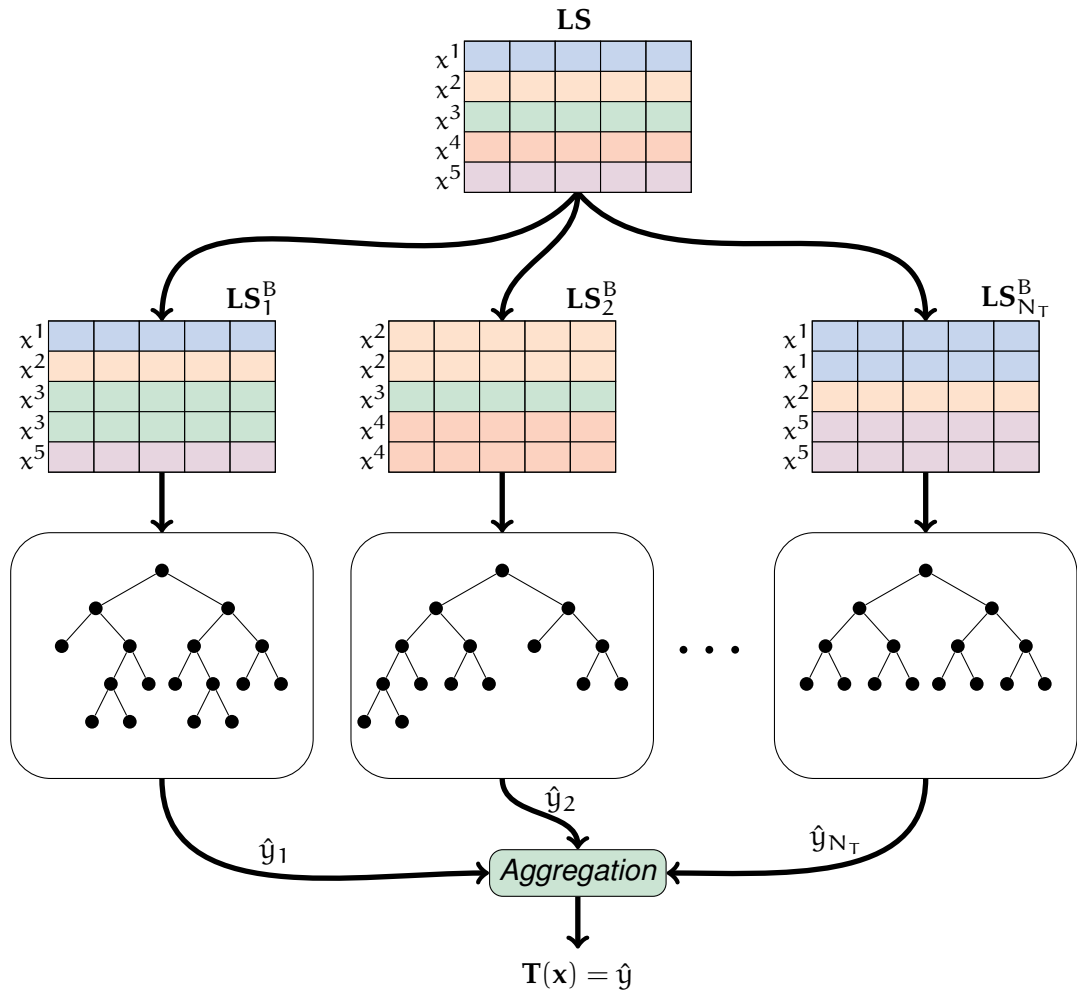 LS
x¹
x²
x³
x⁴
x⁵
LS₁ᴮ
x¹
x²
x³
x³
x⁵
LS₂ᴮ
x²
x²
x³
x⁴
x⁴
LS_{N_T}ᴮ
x¹
x¹
x²
x⁵
x⁵
. . .
ŷ₁
ŷ₂
ŷ_{N_T}
Aggregation
T(x) = ŷ